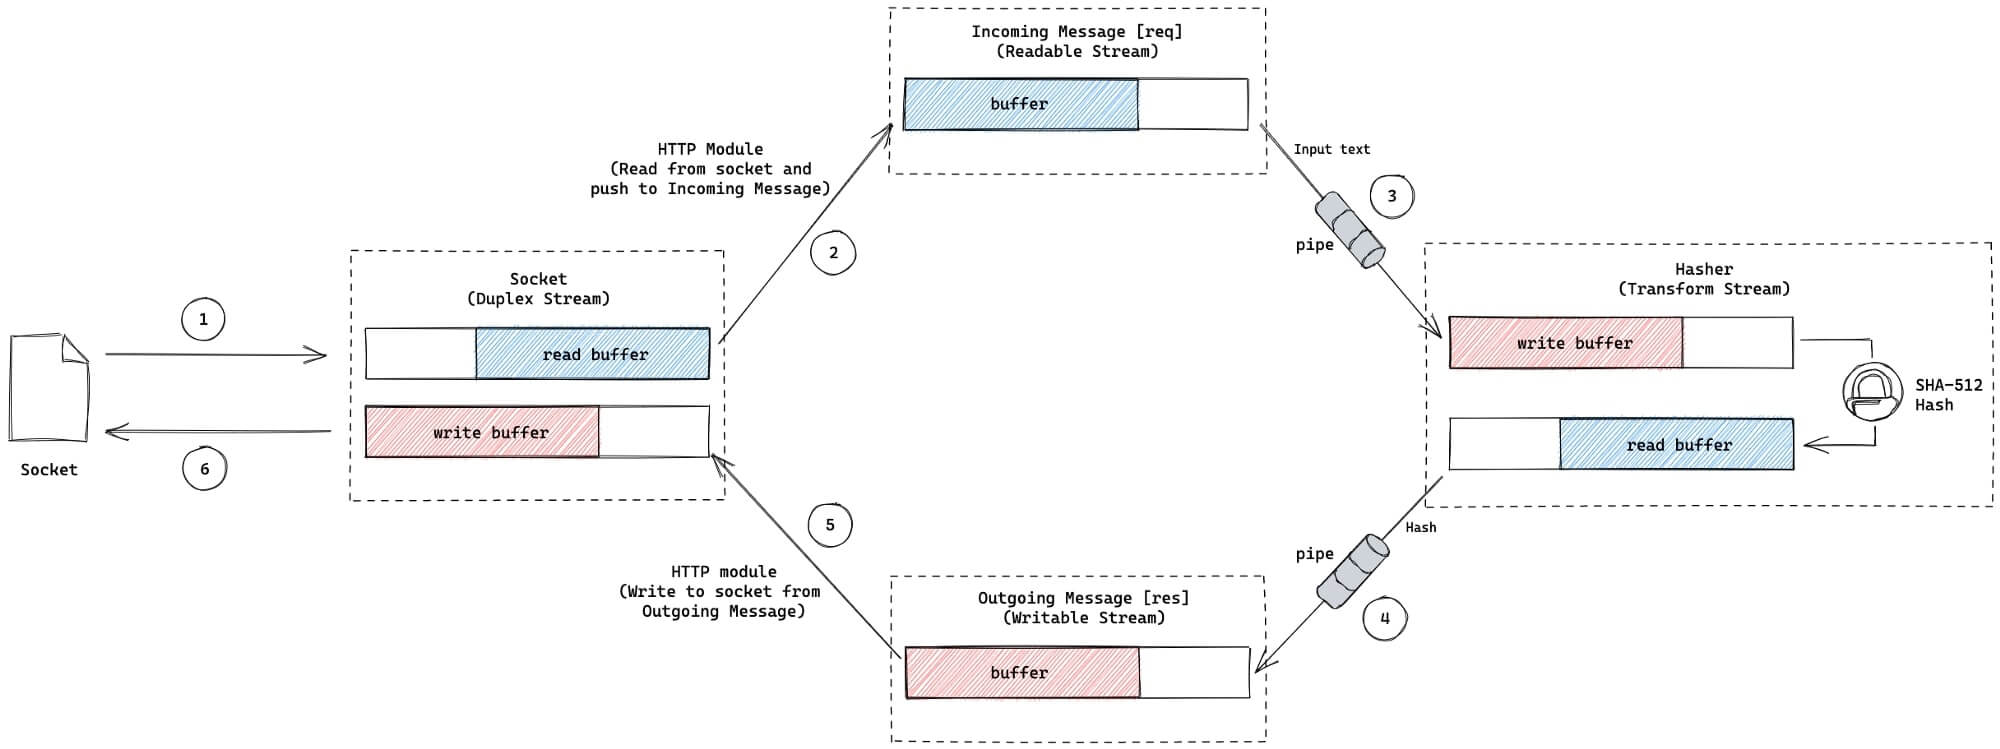 Incoming Message [req]
(Readable Stream)
buffer
HTTP Module
(Read from socket and
push to Incoming Message)
2
Input text
3
pipe
1
Socket
(Duplex Stream)
read buffer
write buffer
Socket
6
Hasher
(Transform Stream)
write buffer
SHA-512
Hash
read buffer
Hash
pipe
4
5
HTTP module
(Write to socket from
Outgoing Message)
Outgoing Message [res]
(Writable Stream)
buffer